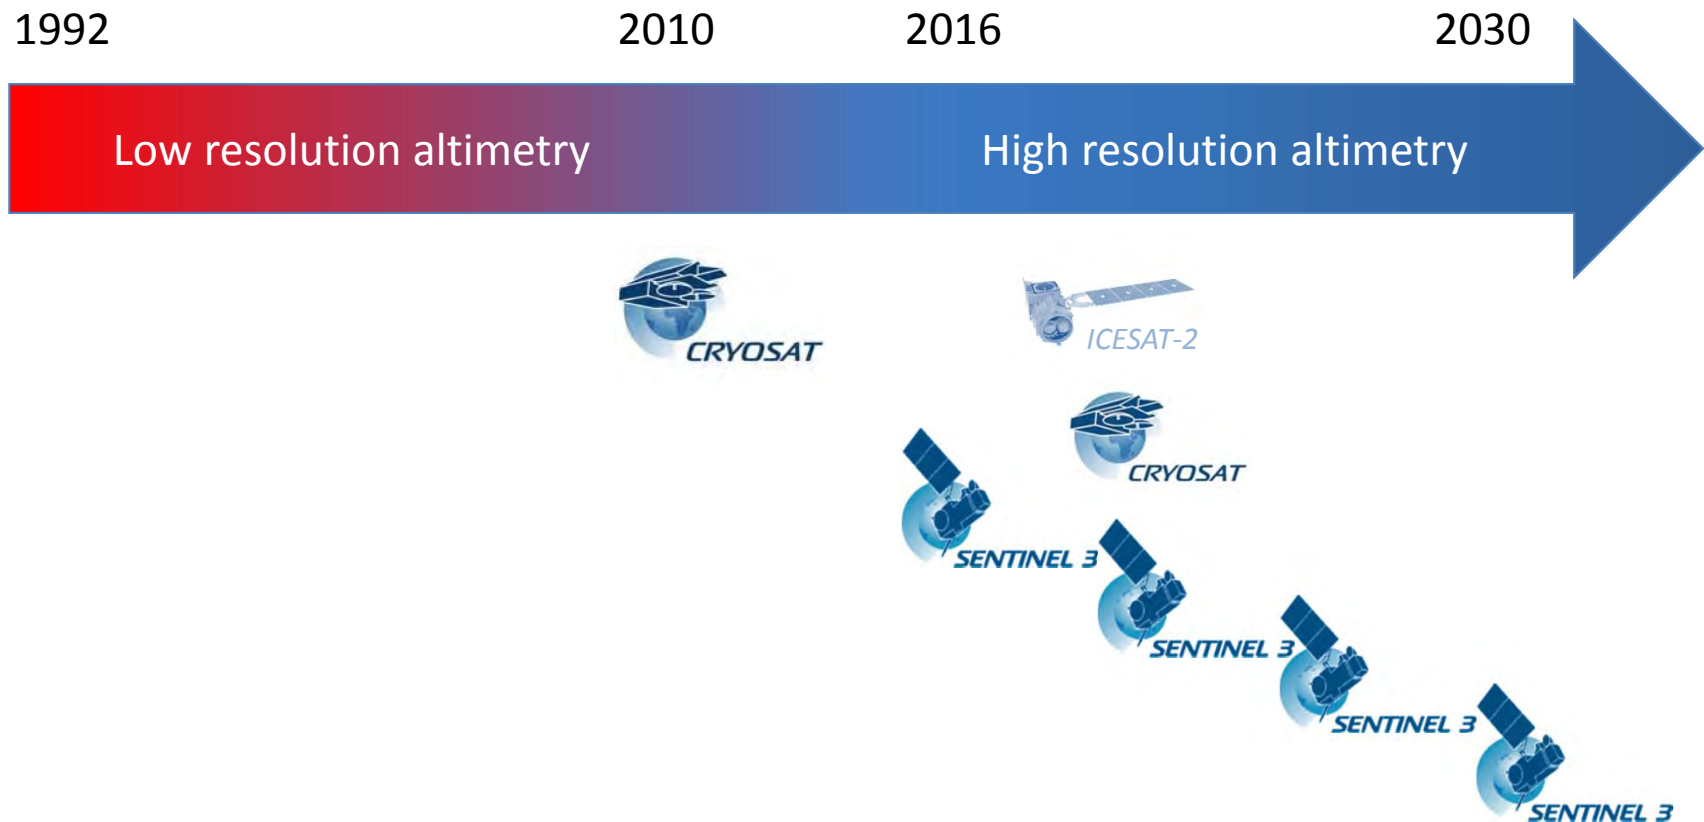 1992 2010 2016 2030
Low resolution altimetry High resolution altimetry
ICESAT-2
CRYOSAT
CRYOSAT
SENTINEL 3
SENTINEL 3
SENTINEL 3
SENTINEL 3